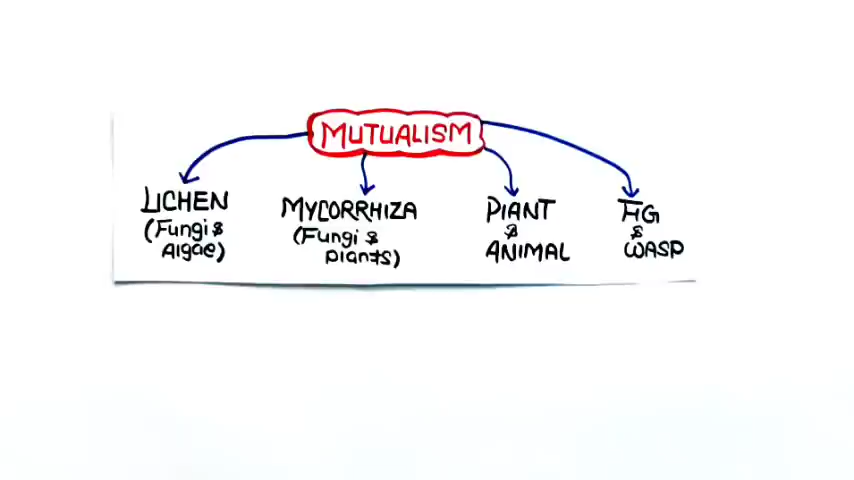 MUTUALISM
LICHEN
(Fungi &
Algae)
MYCORRHIZA
(Fungi &
plants)
PlANT
&
ANIMAL
FIG
&
WASP